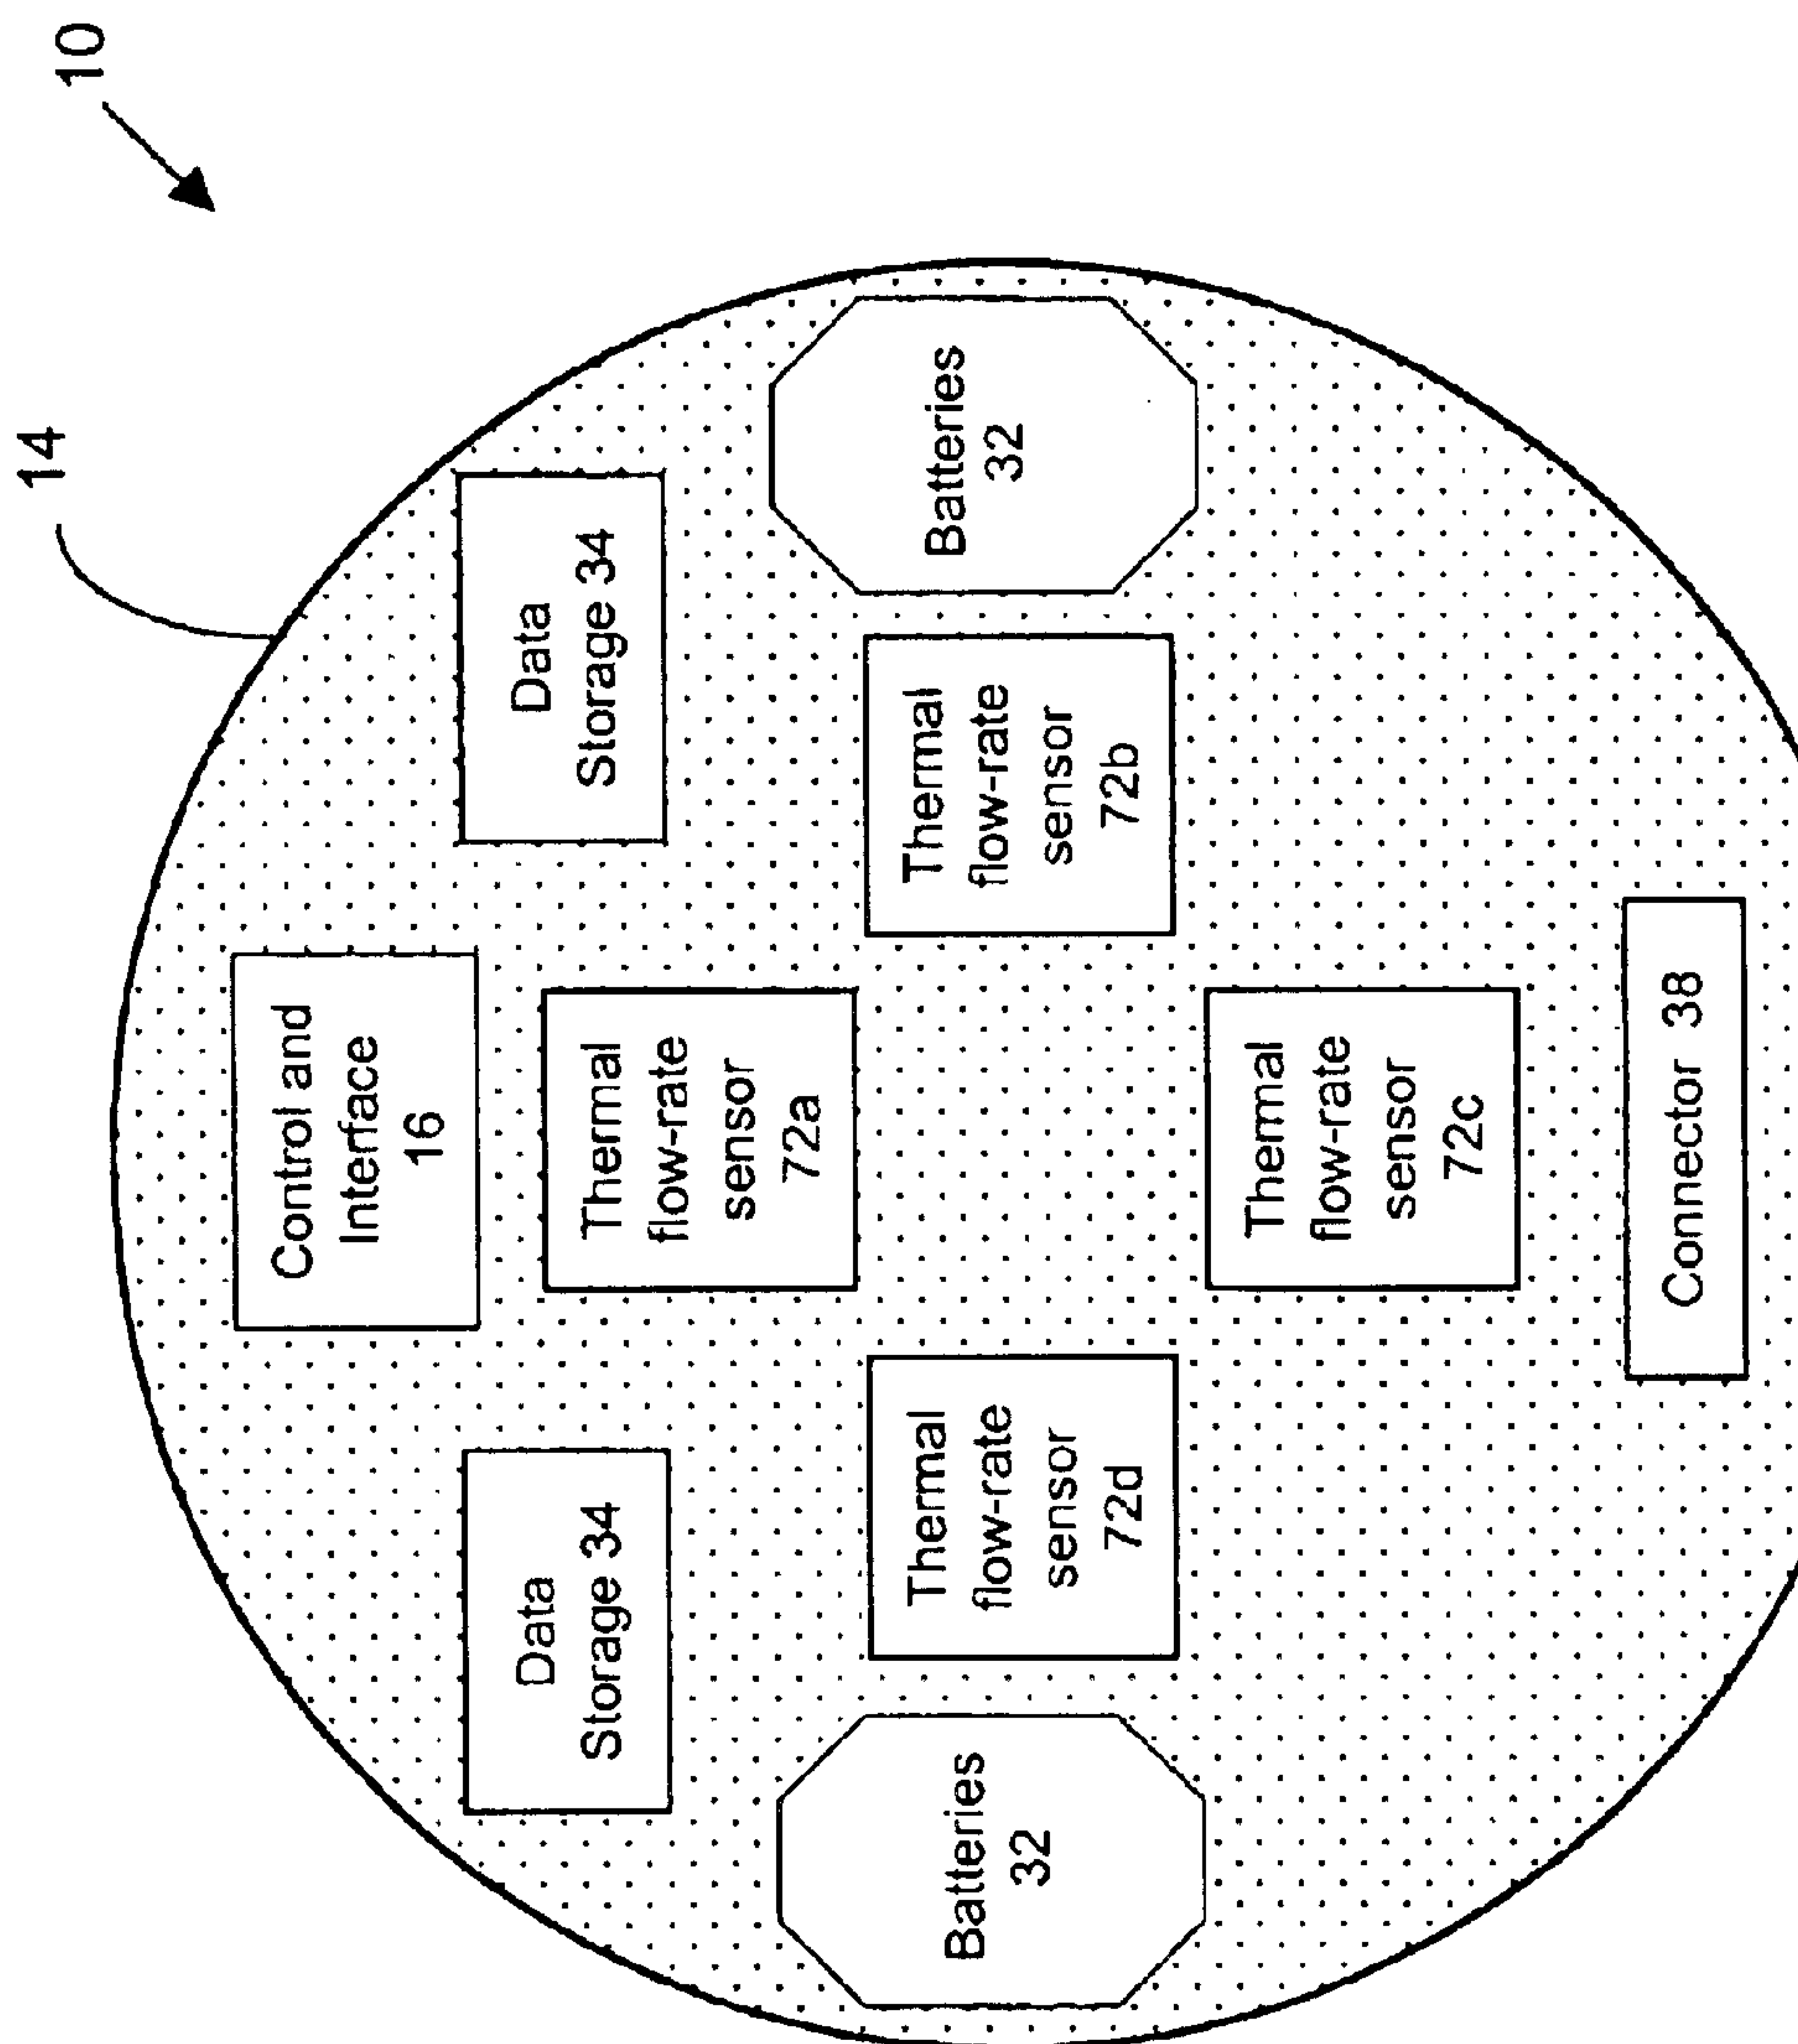 10
14
Control and
Interface
16
Data
Storage 34
Data
Storage 34
Thermal
flow-rate
sensor
72a
Batteries
32
Thermal
flow-rate
sensor
72d
Thermal
flow-rate
sensor
72b
Batteries
32
Thermal
flow-rate
sensor
72c
Connector 38